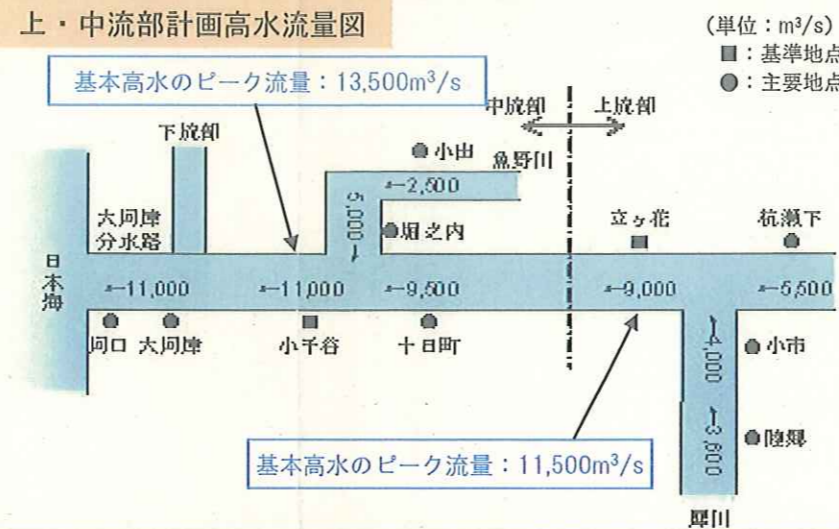 上・中流部計画高水流量図
(単位：m³/s)
■：基準地点
●：主要地点
基本高水のピーク流量：13,500m³/s
中流部
上流部
下流部
小出
魚野川
←2,500
5,000→
堀之内
大河津
分水路
立ヶ花
杭瀬下
日本海
←11,000
←11,000
←9,500
←9,000
←5,500
河口
大河津
小千谷
十日町
←4,000
小市
←3,600
陸郷
基本高水のピーク流量：11,500m³/s
犀川